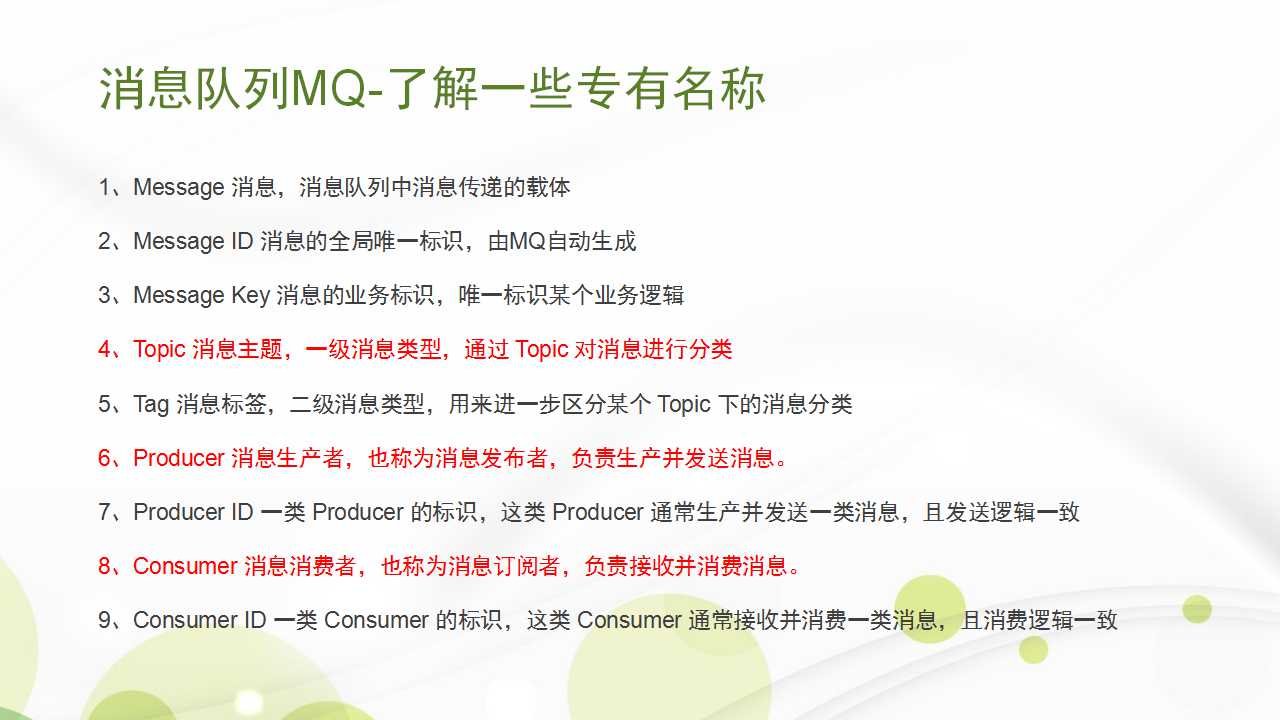 消息队列MQ-了解一些专有名称
1、Message 消息，消息队列中消息传递的载体
2、Message ID 消息的全局唯一标识，由MQ自动生成
3、Message Key 消息的业务标识，唯一标识某个业务逻辑
4、Topic 消息主题，一级消息类型，通过 Topic 对消息进行分类
5、Tag 消息标签，二级消息类型，用来进一步区分某个 Topic 下的消息分类
6、Producer 消息生产者，也称为消息发布者，负责生产并发送消息。
7、Producer ID 一类 Producer 的标识，这类 Producer 通常生产并发送一类消息，且发送逻辑一致
8、Consumer 消息消费者，也称为消息订阅者，负责接收并消费消息。
9、Consumer ID 一类 Consumer 的标识，这类 Consumer 通常接收并消费一类消息，且消费逻辑一致